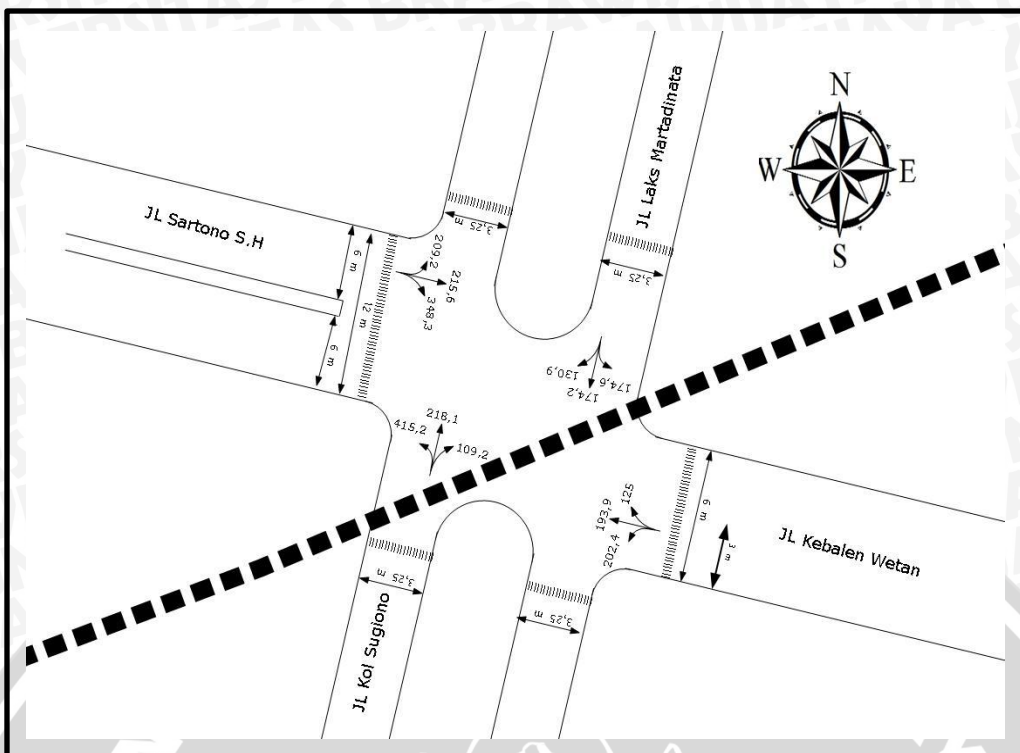 N
W
E
S
JL Laks Martadinata
JL Sartono S.H
3,25 m
3,25 m
6 m
12 m
6 m
209,2
215,6
348,3
130,9
174,2
174,6
415,2
218,1
109,2
125
193,9
202,4
6 m
3 m
JL Kebalen Wetan
3,25 m
3,25 m
JL Kol Sugiono